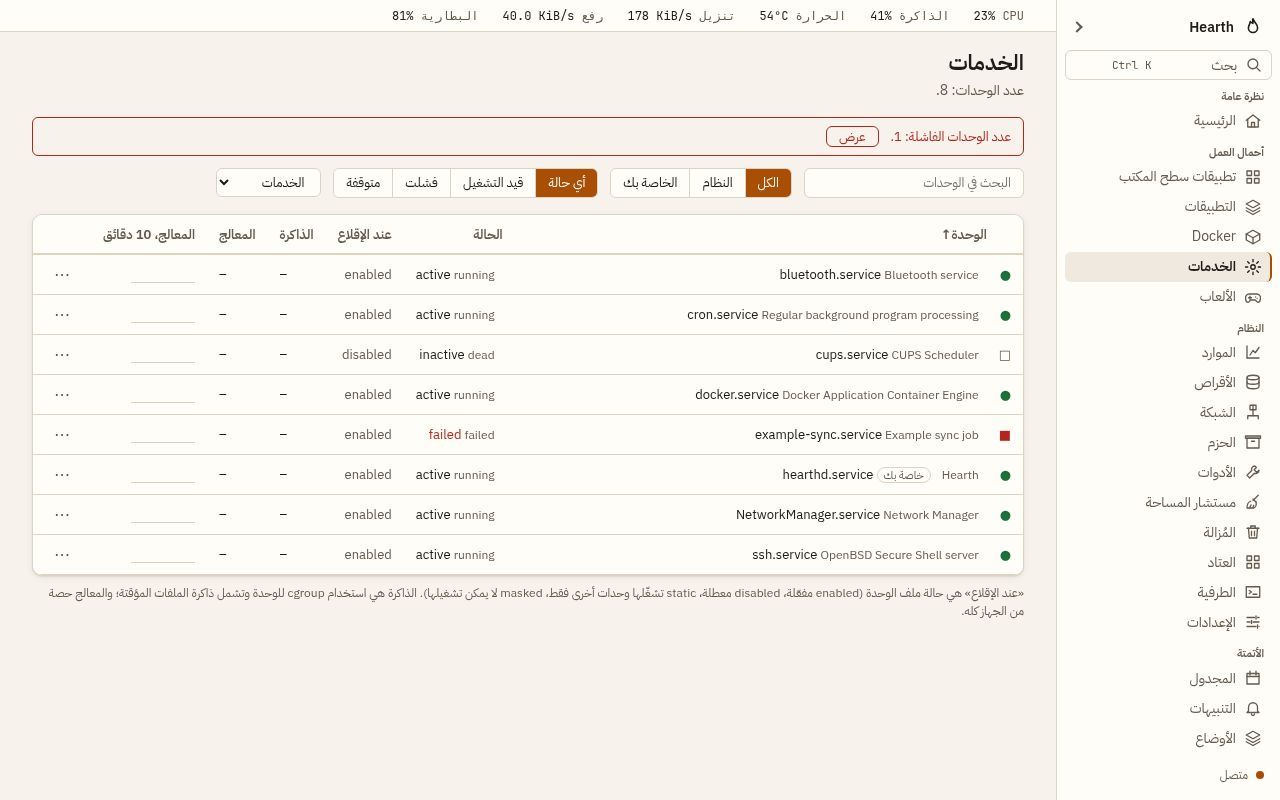 CPU 23% الذاكرة 41% الحرارة 54°C تنزيل 178 KiB/s رفع 40.0 KiB/s البطارية 81%
Hearth
بحث Ctrl K
نظرة عامة
الرئيسية
أحمال العمل
تطبيقات سطح المكتب
التطبيقات
Docker
الخدمات
الألعاب
النظام
الموارد
الأقراص
الشبكة
الحزم
الأدوات
مستشار المساحة
المُزالة
العتاد
الطرفية
الإعدادات
الأتمتة
المجدول
التنبيهات
الأوضاع
متصل
الخدمات
عدد الوحدات: 8.
عدد الوحدات الفاشلة: 1. عرض
البحث في الوحدات الكل النظام الخاصة بك أي حالة قيد التشغيل فشلت متوقفة الخدمات
الوحدة↑ الحالة عند الإقلاع الذاكرة المعالج المعالج، 10 دقائق
bluetooth.service Bluetooth service active running enabled – – ⋯
cron.service Regular background program processing active running enabled – – ⋯
cups.service CUPS Scheduler inactive dead disabled – – ⋯
docker.service Docker Application Container Engine active running enabled – – ⋯
example-sync.service Example sync job failed failed enabled – – ⋯
hearthd.service خاصة بك Hearth active running enabled – – ⋯
NetworkManager.service Network Manager active running enabled – – ⋯
ssh.service OpenBSD Secure Shell server active running enabled – – ⋯
«عند الإقلاع» هي حالة ملف الوحدة (enabled مفعّلة، disabled معطلة، static تشغّلها وحدات أخرى فقط، masked لا يمكن تشغيلها). الذاكرة هي استخدام cgroup للوحدة وتشمل ذاكرة الملفات المؤقتة؛ والمعالج حصة
من الجهاز كله.